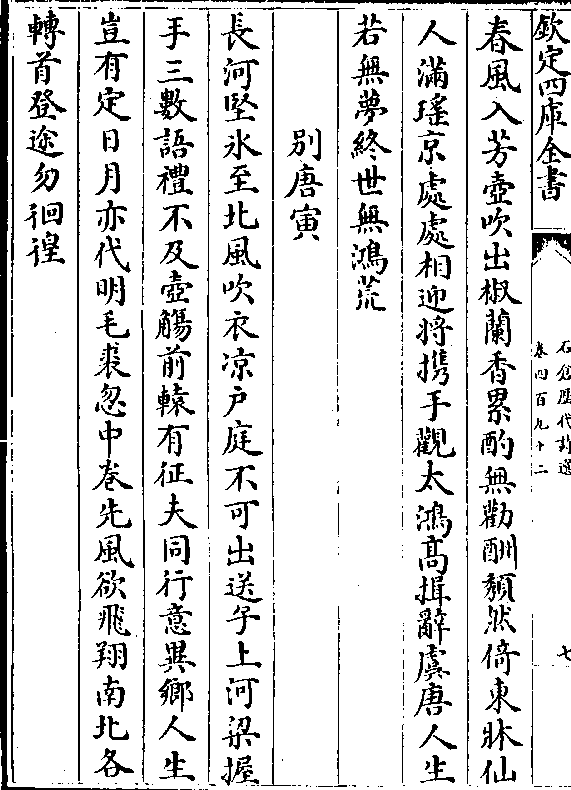 欽定四庫全書
石倉歷代詩選
卷四百九十二
七
春風入芳壺吹出椒蘭香累酌無勸酬頽然倚東牀仙
人滿瑤京處處相迎將携手觀太鴻髙揖辭虞唐人生
若無夢終世無鴻荒
别唐寅
長河堅氷至北風吹衣凉戶庭不可出送子上河梁握
手三數語禮不及壺觴前轅有征夫同行意異鄉人生
豈有定日月亦代明毛裘忽中卷先風欲飛翔南北各
轉首登途勿徊徨